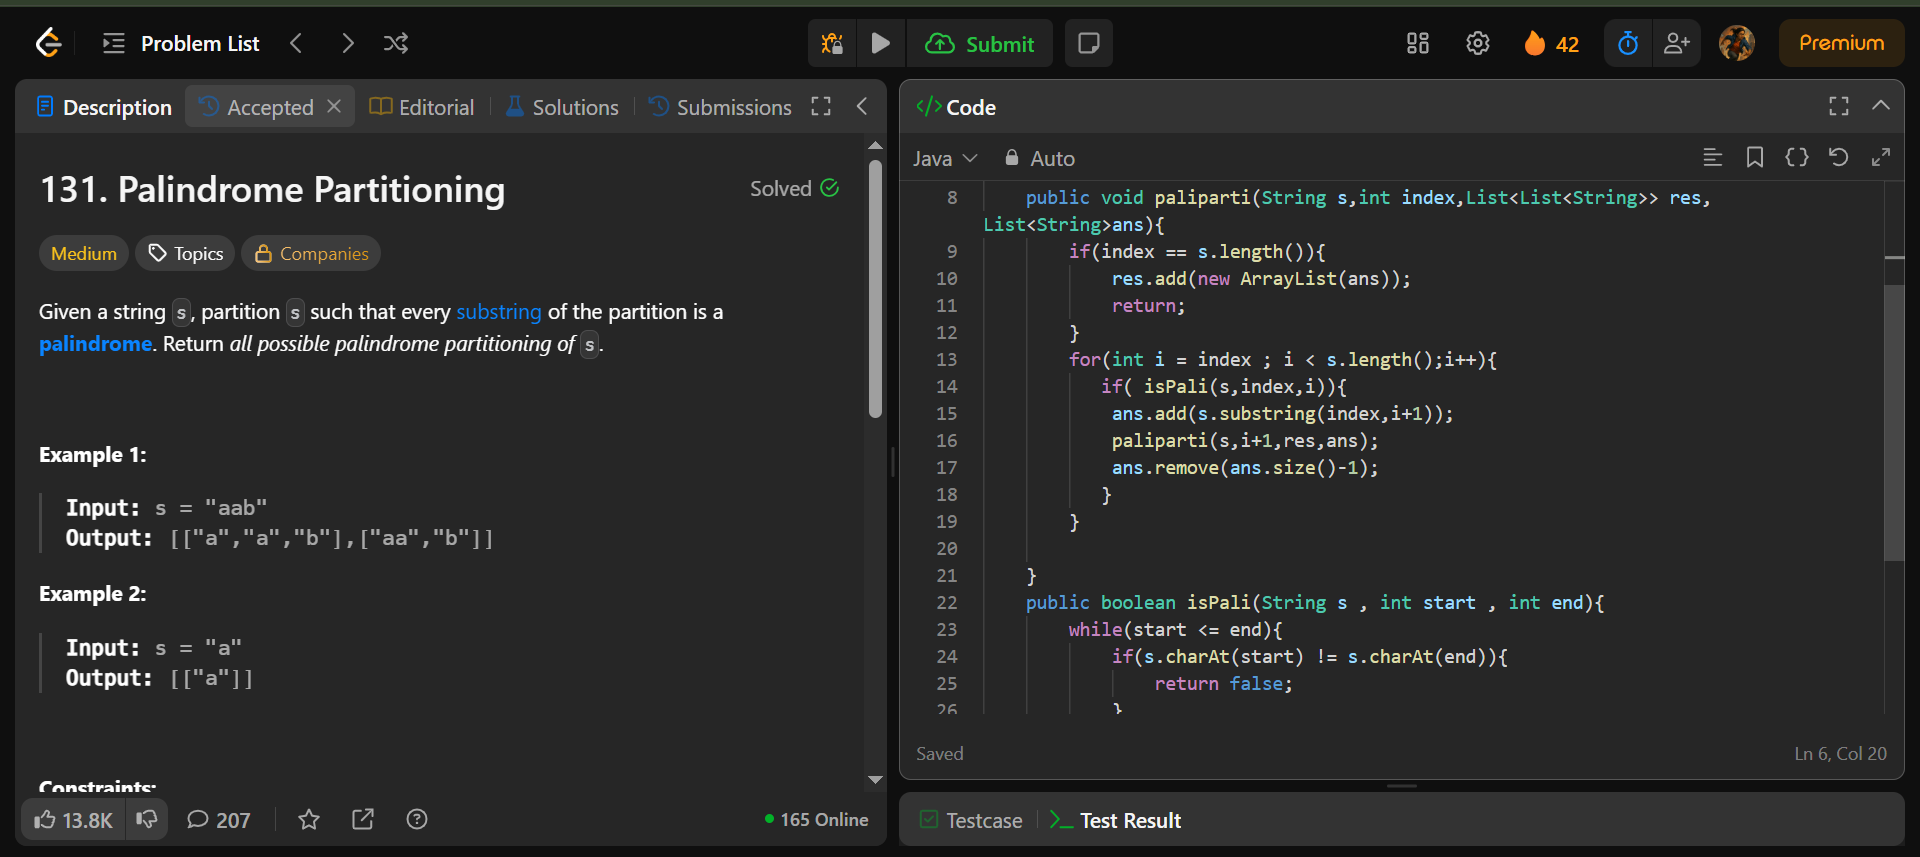 Problem List
Submit
42
Premium
Description
Accepted
Editorial
Solutions
Submissions
131. Palindrome Partitioning
Solved
Medium
Topics
Companies
Given a string s, partition s such that every substring of the partition is a
palindrome. Return all possible palindrome partitioning of s.
Example 1:
Input: s = "aab"
Output: [["a","a","b"],["aa","b"]]
Example 2:
Input: s = "a"
Output: [["a"]]
Constraints:
13.8K
207
165 Online
</> Code
Java
Auto
8 public void paliparti(String s,int index,List<List<String>> res,
List<String>ans){
9 if(index == s.length()){
10 res.add(new ArrayList(ans));
11 return;
12 }
13 for(int i = index ; i < s.length();i++){
14 if( isPali(s,index,i)){
15 ans.add(s.substring(index,i+1));
16 paliparti(s,i+1,res,ans);
17 ans.remove(ans.size()-1);
18 }
19 }
20
21 }
22 public boolean isPali(String s , int start , int end){
23 while(start <= end){
24 if(s.charAt(start) != s.charAt(end)){
25 return false;
26 }
Saved
Ln 6, Col 20
Testcase
Test Result